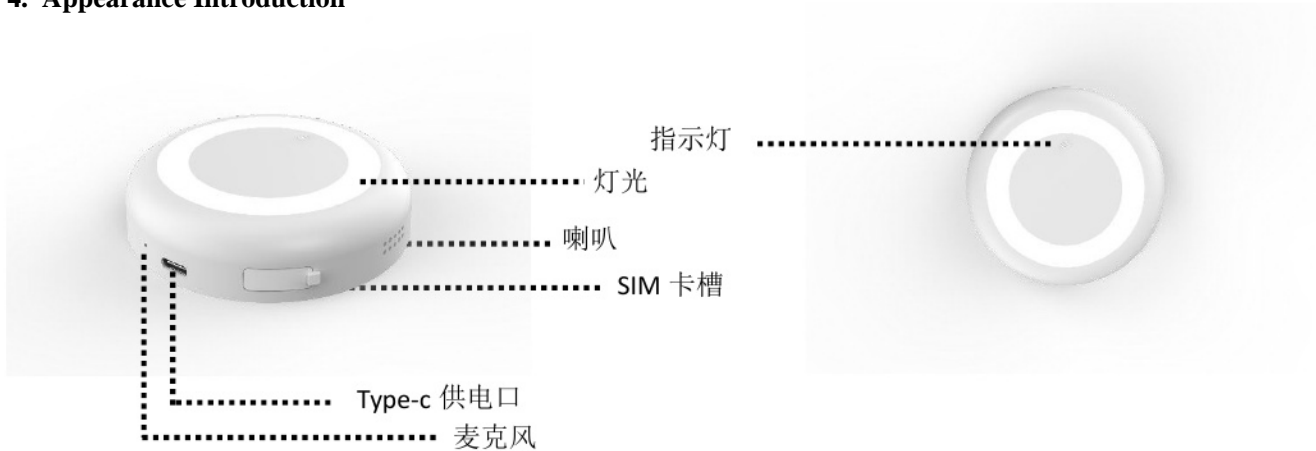 4. Appearance Introduction
指示灯
灯光
喇叭
SIM 卡槽
Type-c 供电口
麦克风